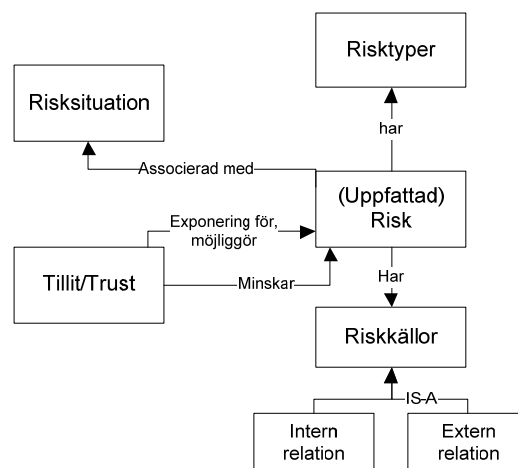 Risktyper
Risksituation
har
Associerad med
(Uppfattad)
Risk
Exponering för,
möjliggör
Tillit/Trust
Minskar
Har
Riskkällor
IS-A
Intern
relation
Extern
relation